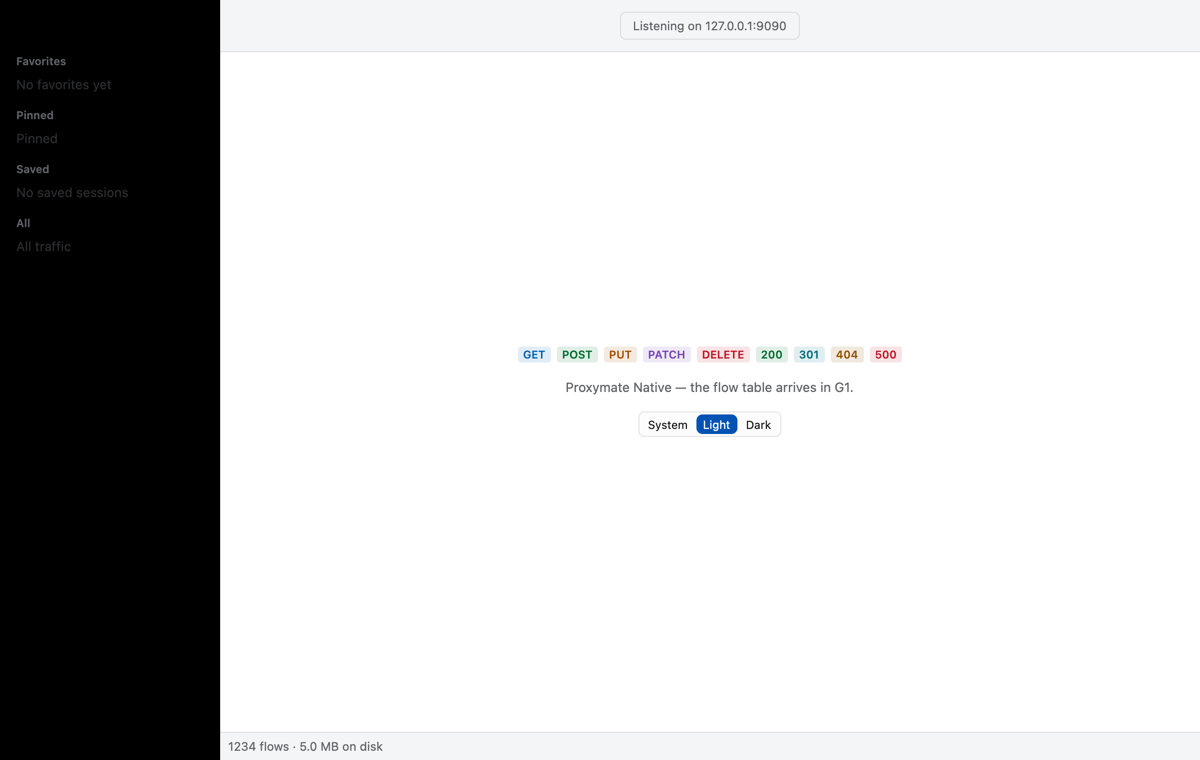 Listening on 127.0.0.1:9090
Favorites
No favorites yet
Pinned
Pinned
Saved
No saved sessions
All
All traffic
GET POST PUT PATCH DELETE 200 301 404 500
Proxymate Native — the flow table arrives in G1.
System Light Dark
1234 flows · 5.0 MB on disk